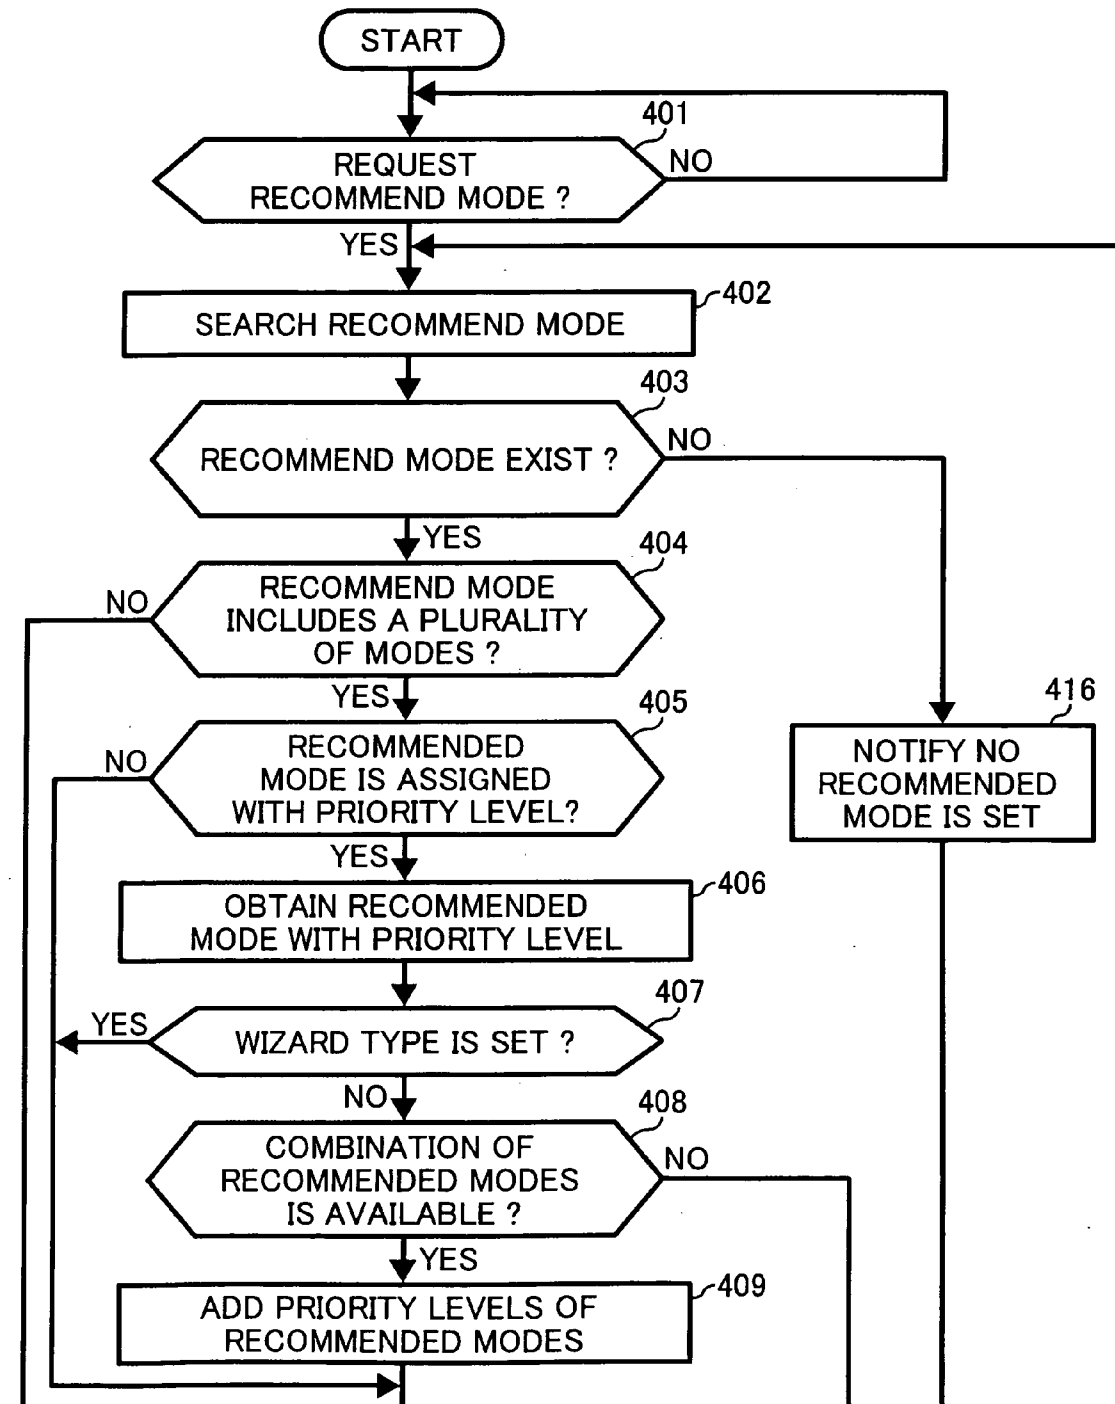 START
401
REQUEST
RECOMMEND MODE ?
NO
YES
402
SEARCH RECOMMEND MODE
403
RECOMMEND MODE EXIST ?
NO
YES
404
RECOMMEND MODE
INCLUDES A PLURALITY
OF MODES ?
NO
YES
405
RECOMMENDED
MODE IS ASSIGNED
WITH PRIORITY LEVEL?
NO
416
NOTIFY NO
RECOMMENDED
MODE IS SET
YES
406
OBTAIN RECOMMENDED
MODE WITH PRIORITY LEVEL
407
WIZARD TYPE IS SET ?
YES
NO
408
COMBINATION OF
RECOMMENDED MODES
IS AVAILABLE ?
NO
YES
409
ADD PRIORITY LEVELS OF
RECOMMENDED MODES